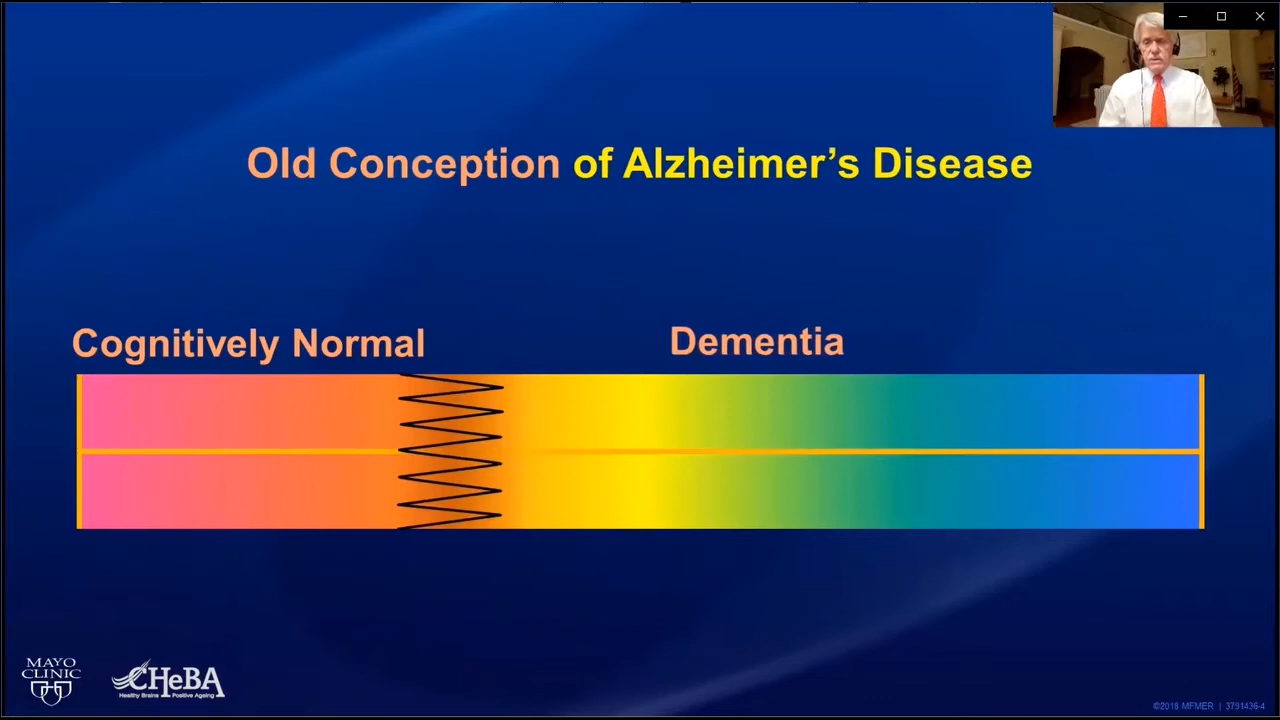 Old Conception of Alzheimer’s Disease
Cognitively Normal
Dementia
MAYO
CLINIC
CHeBA
Healthy Brains Positive Ageing
©2018 MFMER | 3791436-4